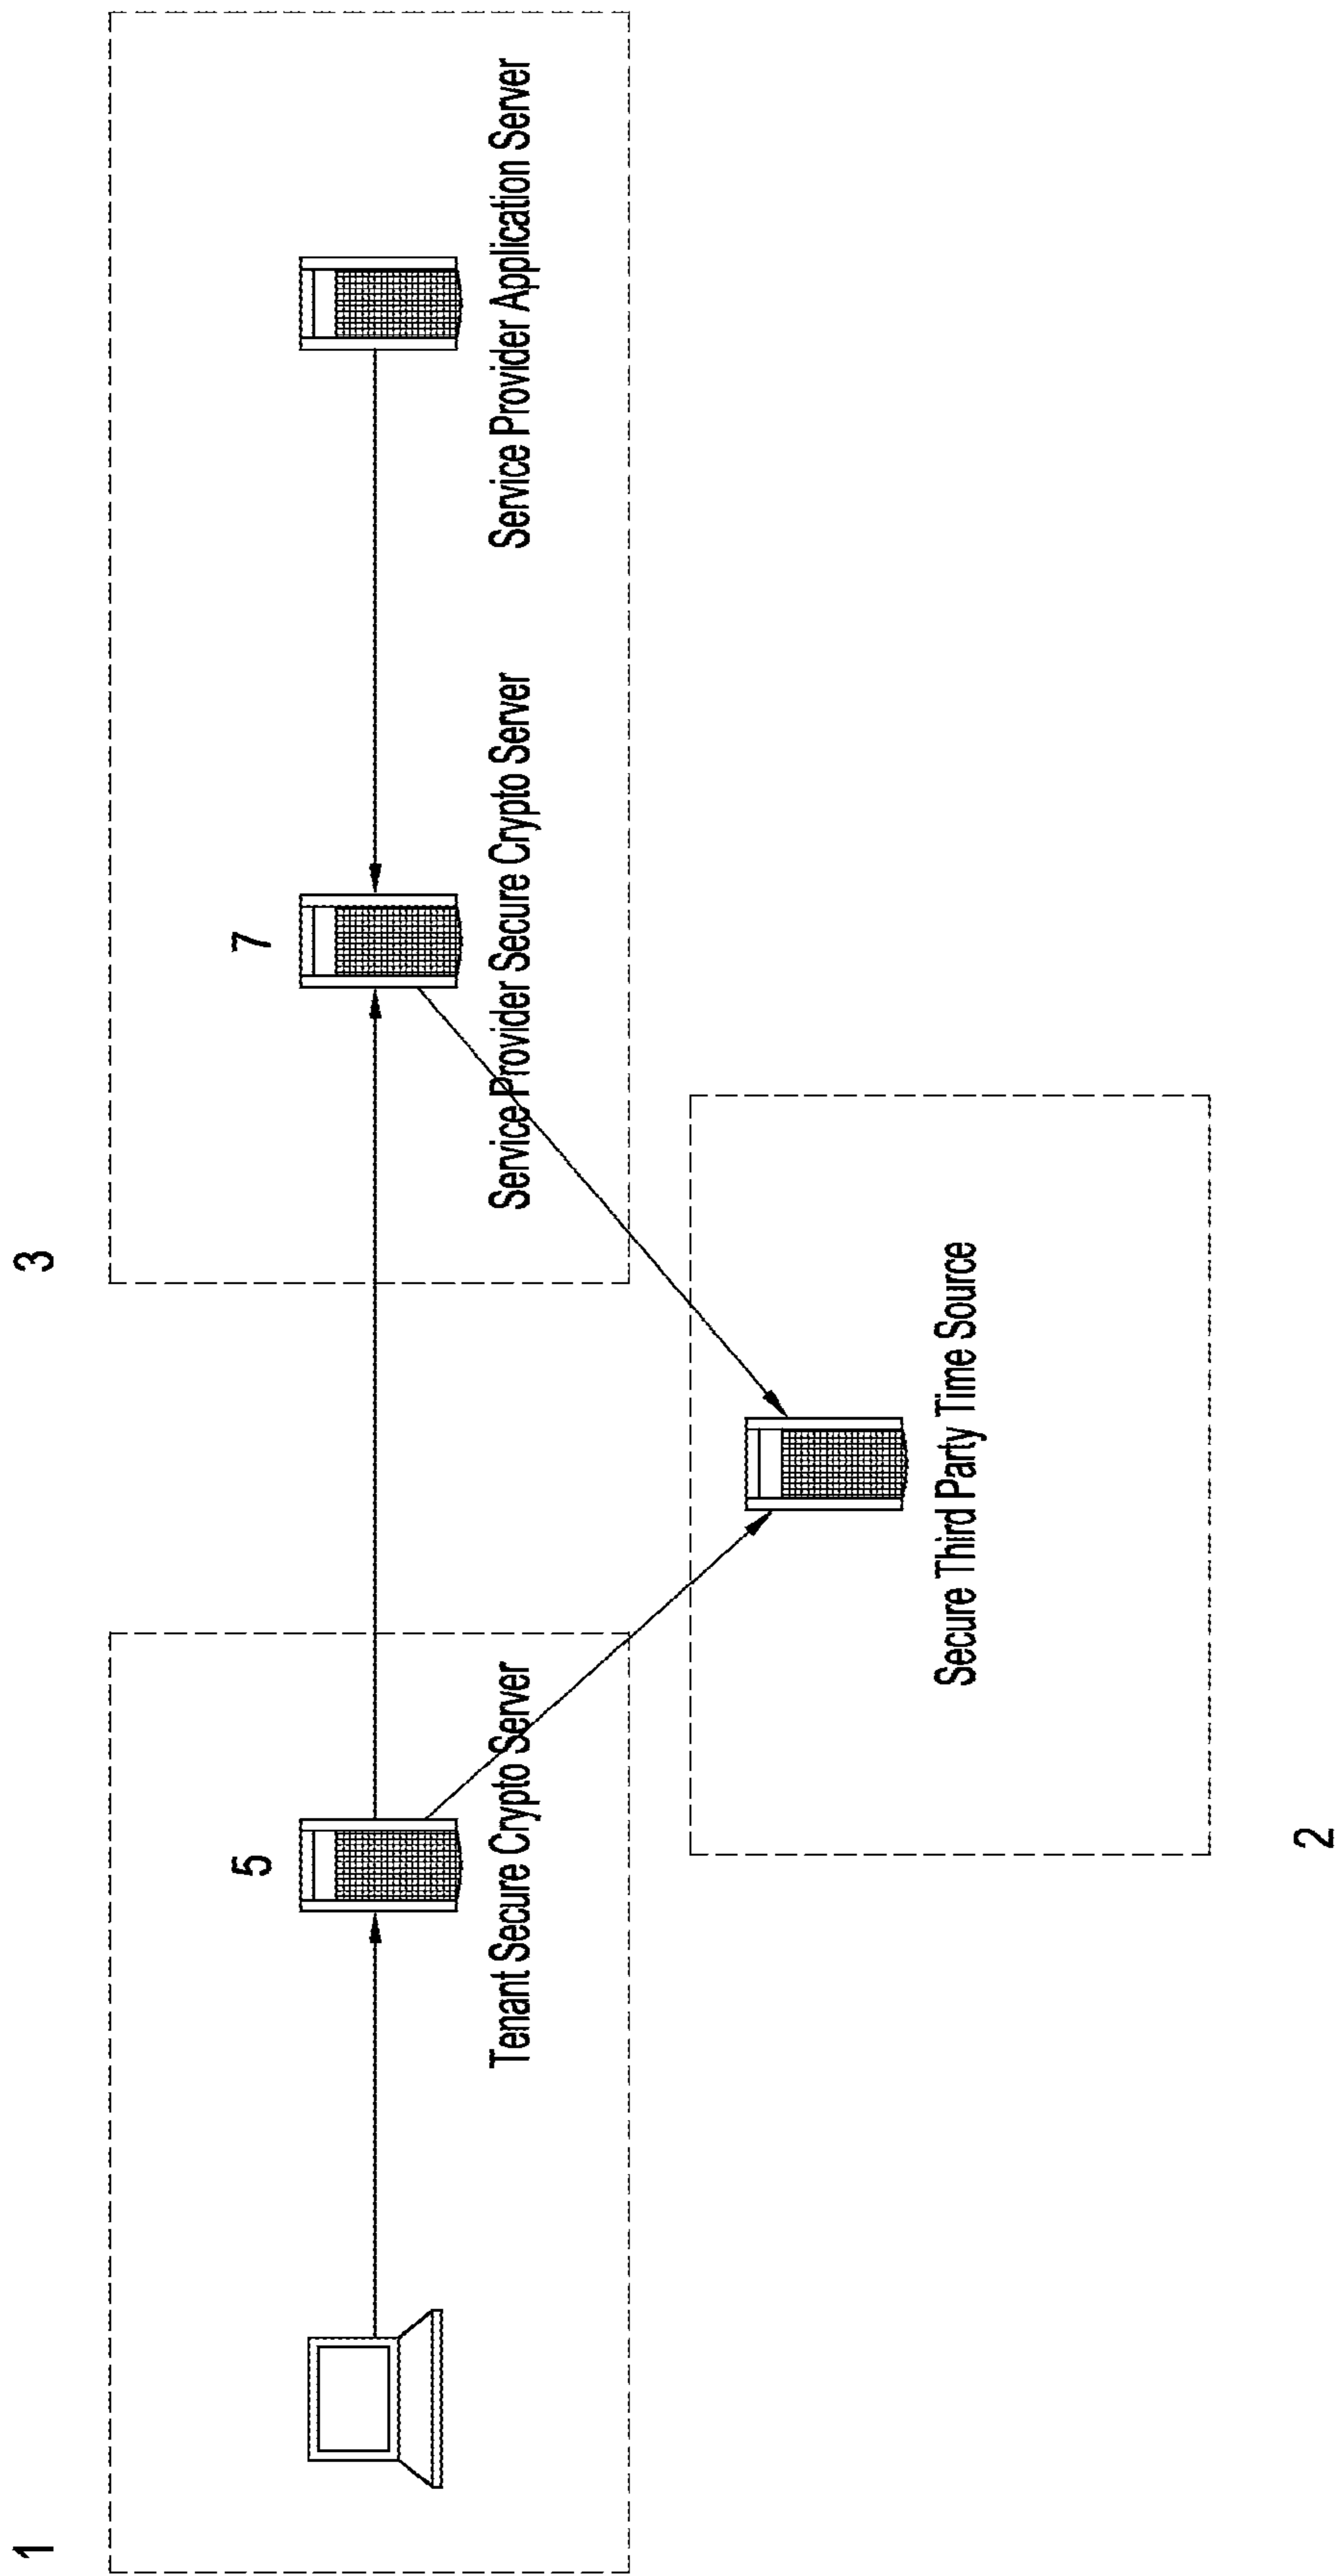 1
3
5
7
Tenant Secure Crypto Server
Service Provider Secure Crypto Server
Service Provider Application Server
Secure Third Party Time Source
2